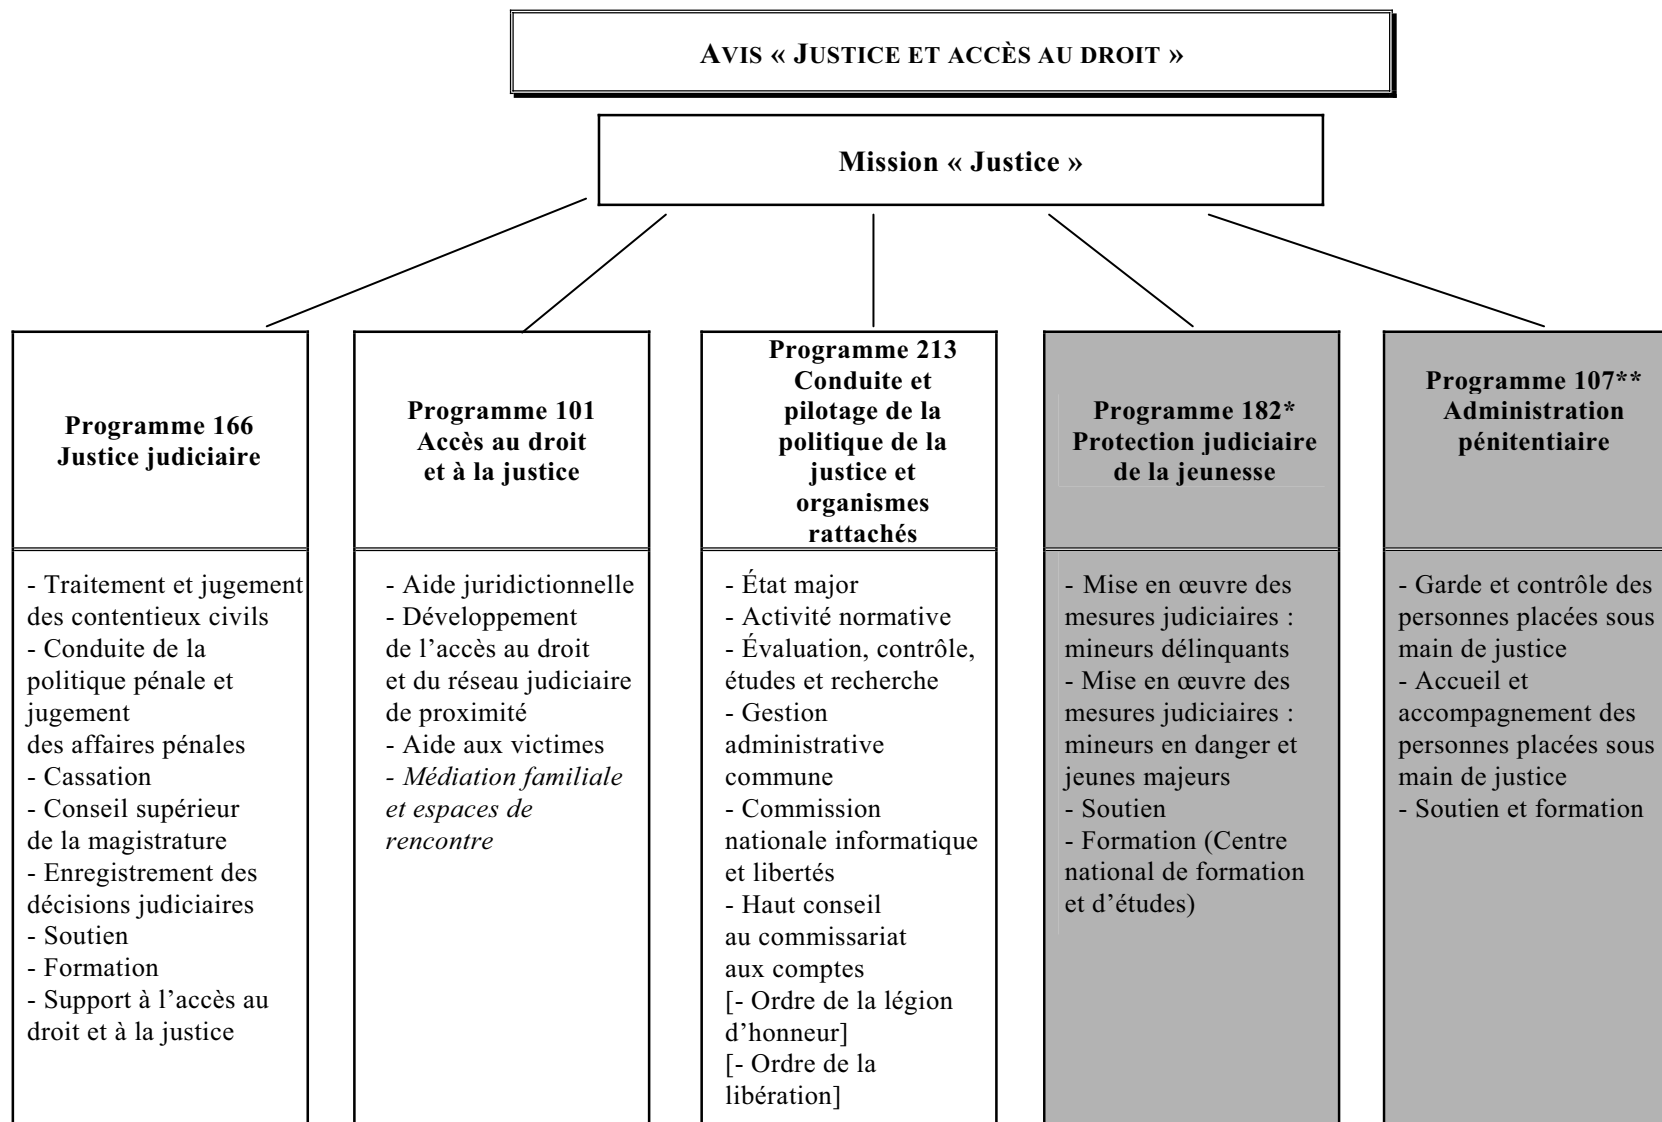 AVIS « JUSTICE ET ACCÈS AU DROIT »
Mission « Justice »
Programme 166
Justice judiciaire
- Traitement et jugement
des contentieux civils
- Conduite de la
politique pénale et
jugement
des affaires pénales
- Cassation
- Conseil supérieur
de la magistrature
- Enregistrement des
décisions judiciaires
- Soutien
- Formation
- Support à l’accès au
droit et à la justice
Programme 101
Accès au droit
et à la justice
- Aide juridictionnelle
- Développement
de l’accès au droit
et du réseau judiciaire
de proximité
- Aide aux victimes
- Médiation familiale
et espaces de
rencontre
Programme 213
Conduite et
pilotage de la
politique de la
justice et
organismes
rattachés
- État major
- Activité normative
- Évaluation, contrôle,
études et recherche
- Gestion
administrative
commune
- Commission
nationale informatique
et libertés
- Haut conseil
au commissariat
aux comptes
[- Ordre de la légion
d’honneur]
[- Ordre de la
libération]
Programme 182*
Protection judiciaire
de la jeunesse
- Mise en œuvre des
mesures judiciaires :
mineurs délinquants
- Mise en œuvre des
mesures judiciaires :
mineurs en danger et
jeunes majeurs
- Soutien
- Formation (Centre
national de formation
et d’études)
Programme 107**
Administration
pénitentiaire
- Garde et contrôle des
personnes placées sous
main de justice
- Accueil et
accompagnement des
personnes placées sous
main de justice
- Soutien et formation